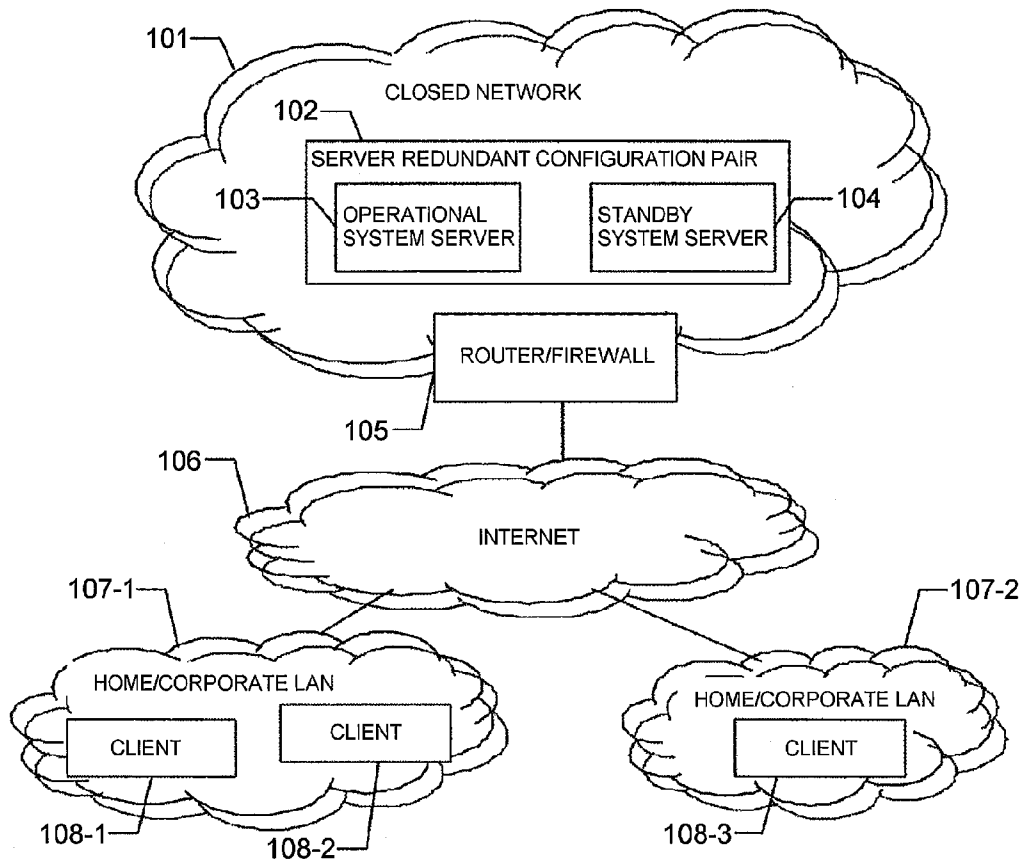 101
CLOSED NETWORK
102
SERVER REDUNDANT CONFIGURATION PAIR
103
OPERATIONAL
SYSTEM SERVER
STANDBY
SYSTEM SERVER
104
ROUTER/FIREWALL
105
106
INTERNET
107-1
107-2
HOME/CORPORATE LAN
HOME/CORPORATE LAN
CLIENT
CLIENT
CLIENT
108-1
108-2
108-3